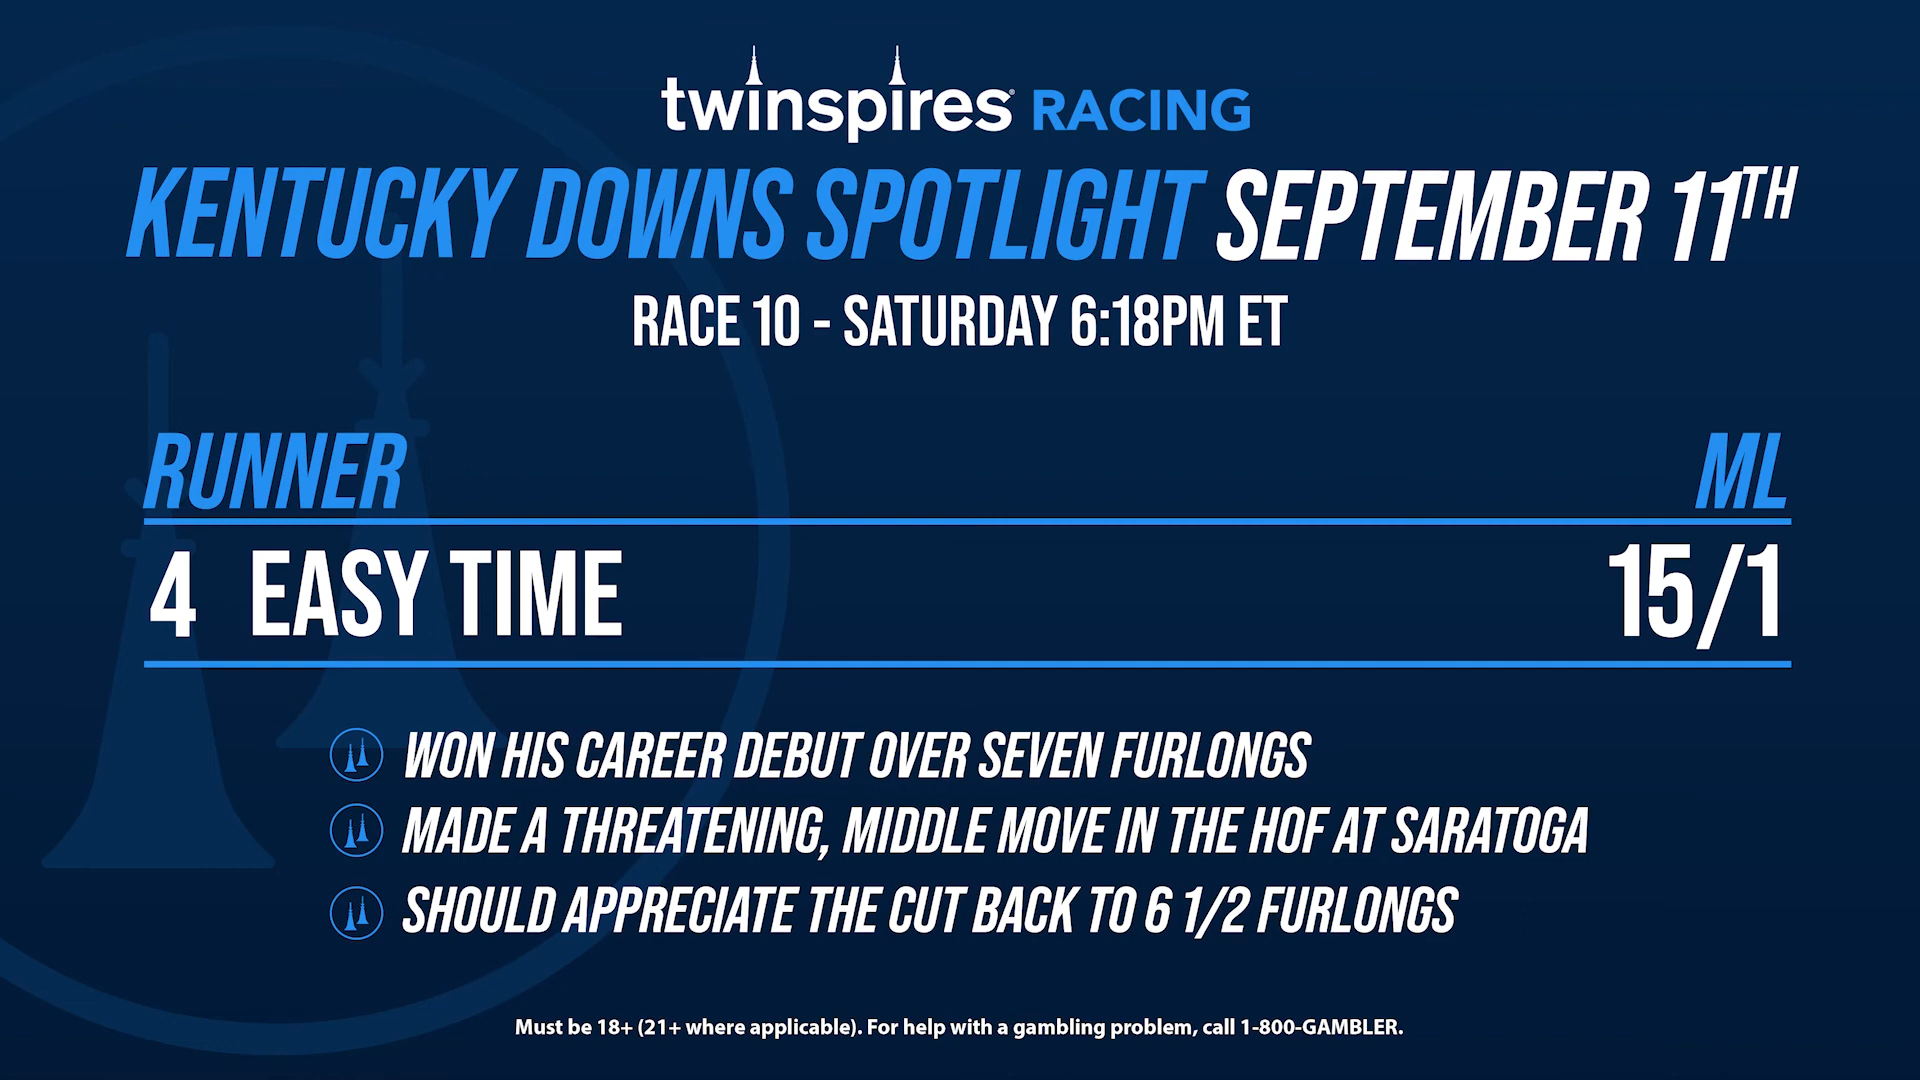 twinspires® RACING
KENTUCKY DOWNS SPOTLIGHT SEPTEMBER 11TH
RACE 10 - SATURDAY 6:18PM ET
RUNNER ML
4 EASY TIME 15/1
WON HIS CAREER DEBUT OVER SEVEN FURLONGS
MADE A THREATENING, MIDDLE MOVE IN THE HOF AT SARATOGA
SHOULD APPRECIATE THE CUT BACK TO 6 1/2 FURLONGS
Must be 18+ (21+ where applicable). For help with a gambling problem, call 1-800-GAMBLER.